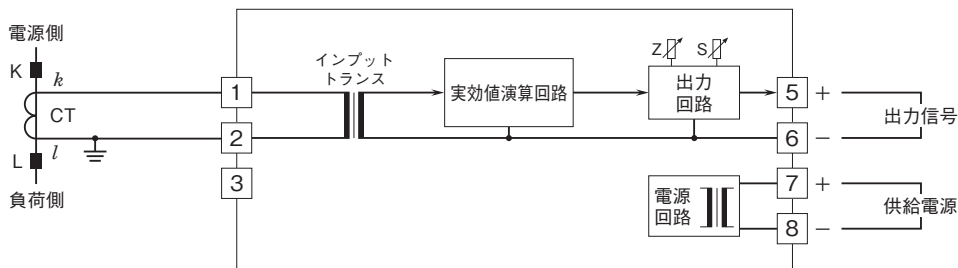 電源側
K
k
CT
L
l
負荷側
1
2
3
インプット
トランス
実効値演算回路
Z
S
出力
回路
5
+
6
−
出力信号
電源
回路
7
+
8
−
供給電源